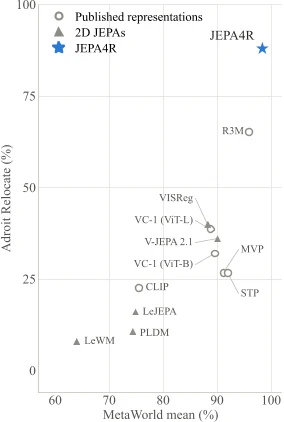 100
Published representations
2D JEPAs
JEPA4R
JEPA4R
75
R3M
50
VISReg
VC-1 (ViT-L)
V-JEPA 2.1
MVP
VC-1 (ViT-B)
25
CLIP
STP
LeJEPA
PLDM
LeWM
0
Adroit Relocate (%)
60
70
80
90
100
MetaWorld mean (%)